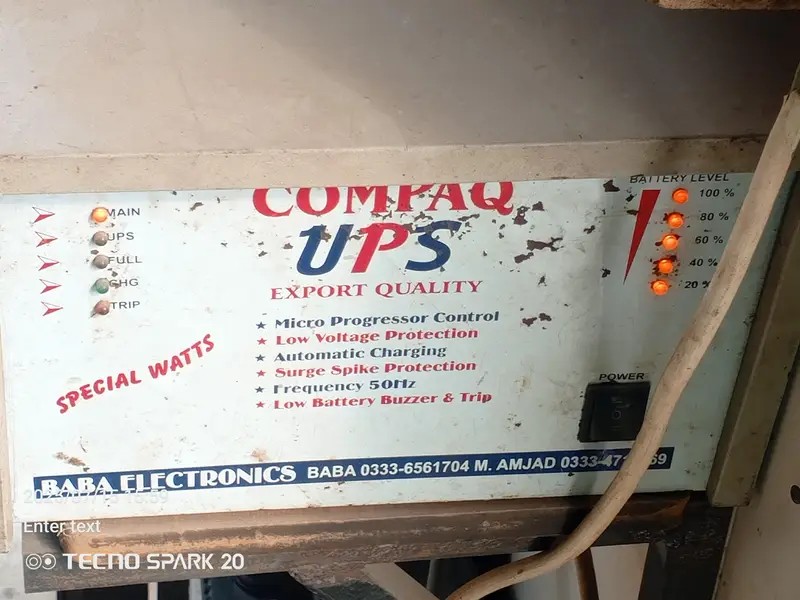 COMPAQ
UPS
EXPORT QUALITY
MAIN
UPS
FULL
CHG
TRIP
BATTERY LEVEL
100 %
80 %
60 %
40 %
20 %
SPECIAL WATTS
★ Micro Progressor Control
★ Low Voltage Protection
★ Automatic Charging
★ Surge Spike Protection
★ Frequency 50Hz
★ Low Battery Buzzer & Trip
POWER
BABA ELECTRONICS BABA 0333-6561704 M. AMJAD
Enter text
TECNO SPARK 20